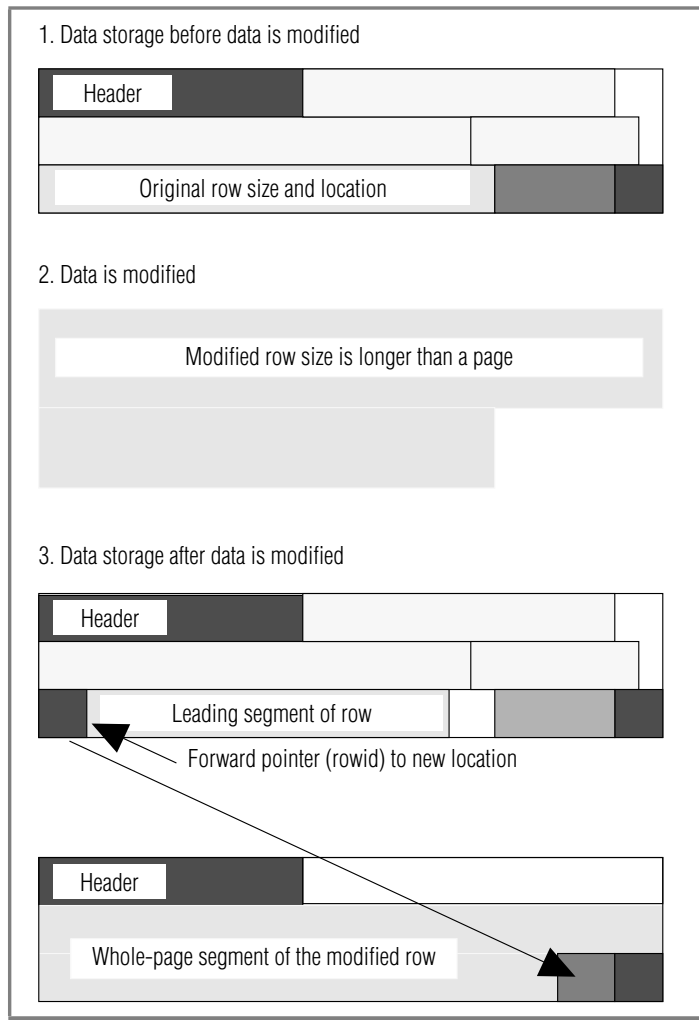 1. Data storage before data is modified
Header
Original row size and location
2. Data is modified
Modified row size is longer than a page
3. Data storage after data is modified
Header
Leading segment of row
Forward pointer (rowid) to new location
Header
Whole-page segment of the modified row